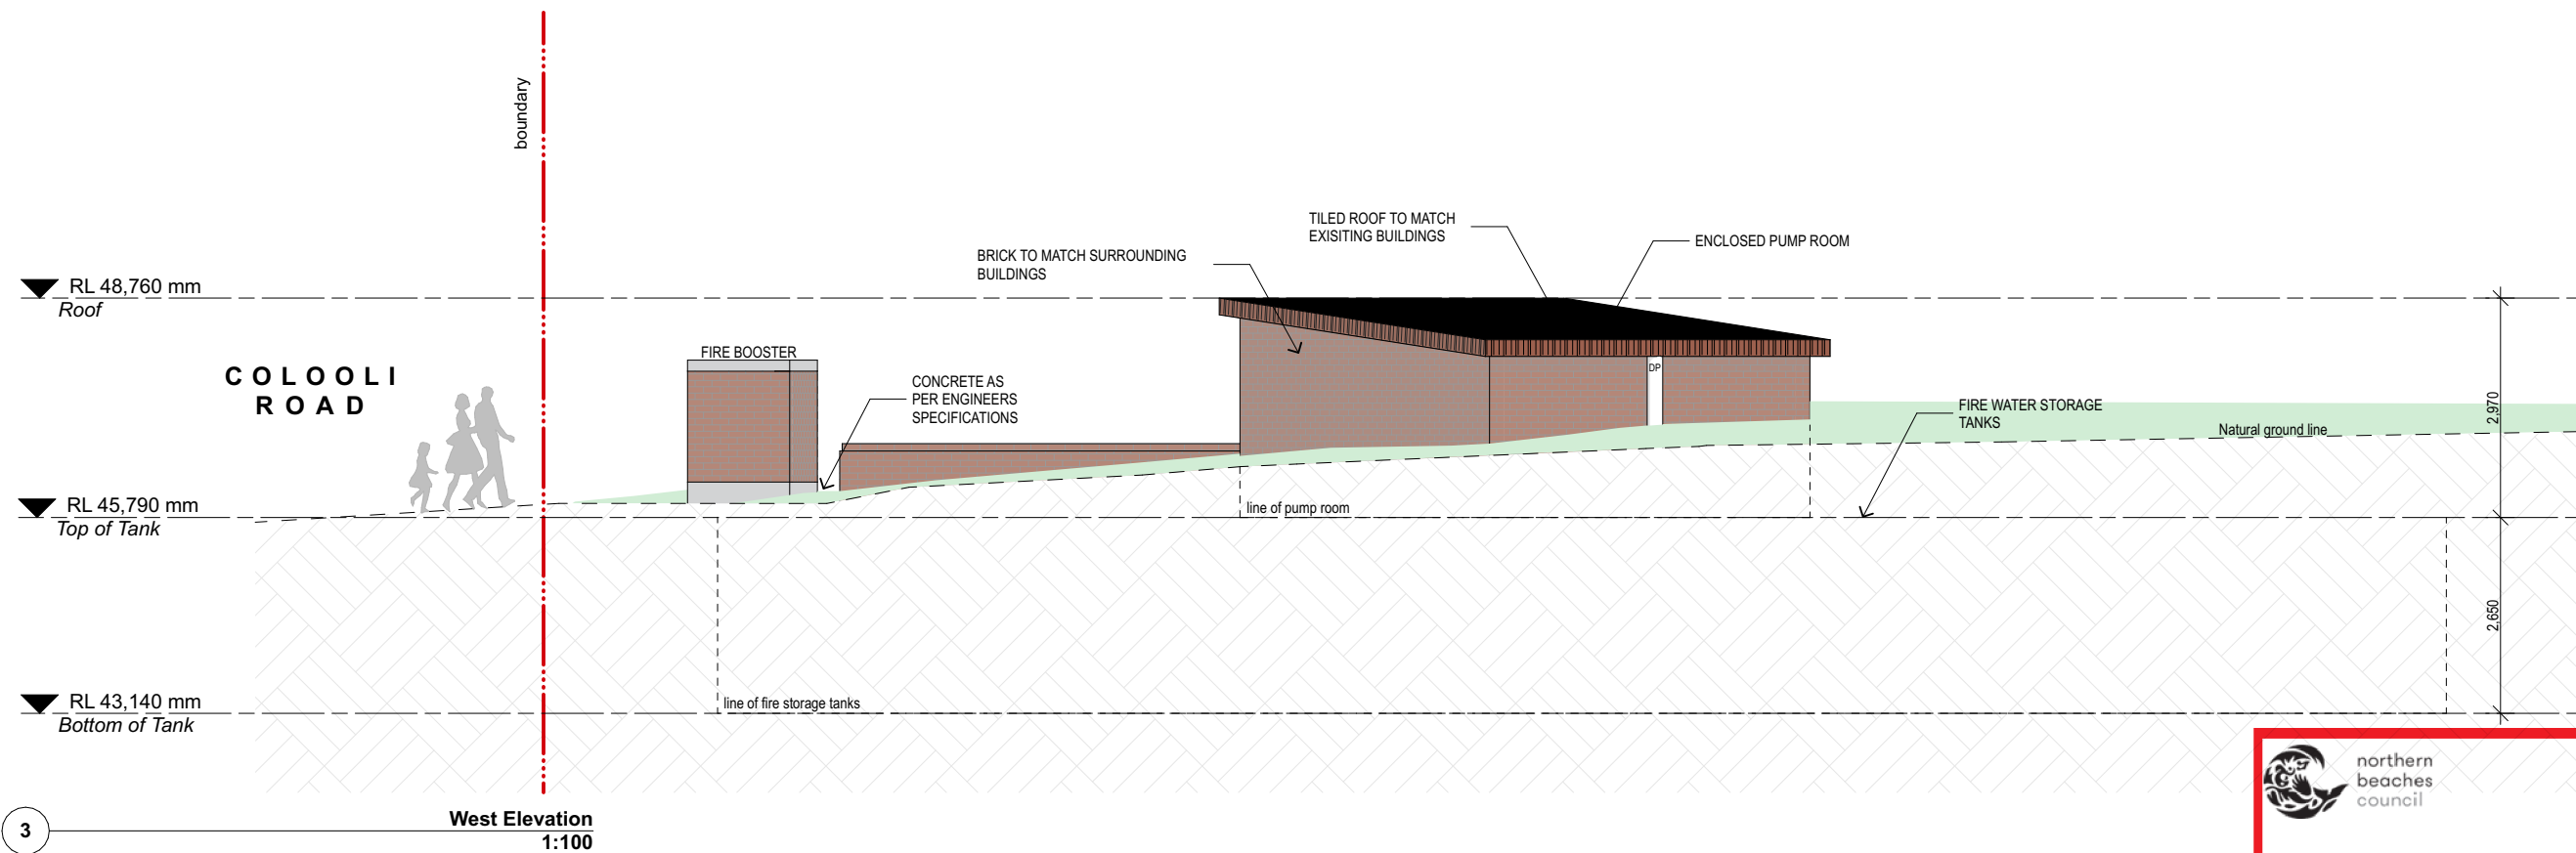 boundary
TILED ROOF TO MATCH
EXISITING BUILDINGS
ENCLOSED PUMP ROOM
BRICK TO MATCH SURROUNDING
BUILDINGS
RL 48,760 mm
Roof
FIRE BOOSTER
COLOOLI
ROAD
CONCRETE AS
PER ENGINEERS
SPECIFICATIONS
DP
FIRE WATER STORAGE
TANKS
2,970
Natural ground line
RL 45,790 mm
Top of Tank
line of pump room
2,650
RL 43,140 mm
Bottom of Tank
line of fire storage tanks
northern
beaches
council
3
West Elevation
1:100